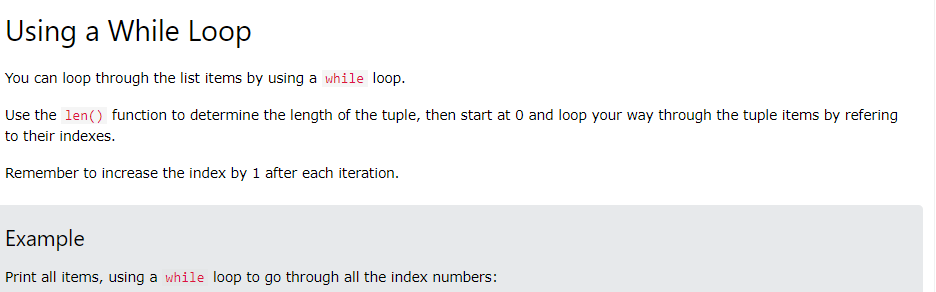 Using a While Loop
You can loop through the list items by using a while loop.
Use the len() function to determine the length of the tuple, then start at 0 and loop your way through the tuple items by refering
to their indexes.
Remember to increase the index by 1 after each iteration.
Example
Print all items, using a while loop to go through all the index numbers: